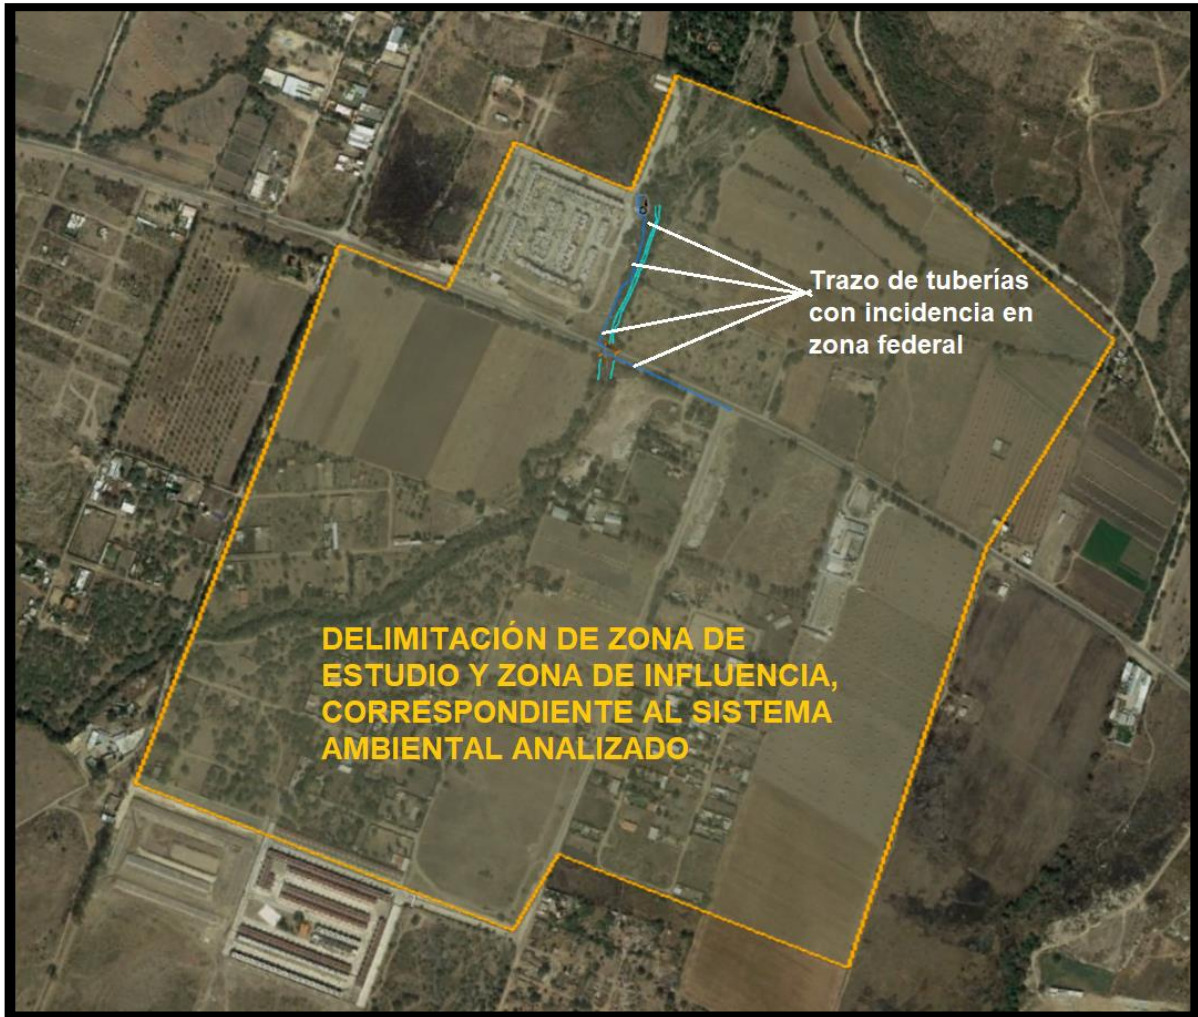 Trazo de tuberías
con incidencia en
zona federal
DELIMITACIÓN DE ZONA DE
ESTUDIO Y ZONA DE INFLUENCIA,
CORRESPONDIENTE AL SISTEMA
AMBIENTAL ANALIZADO